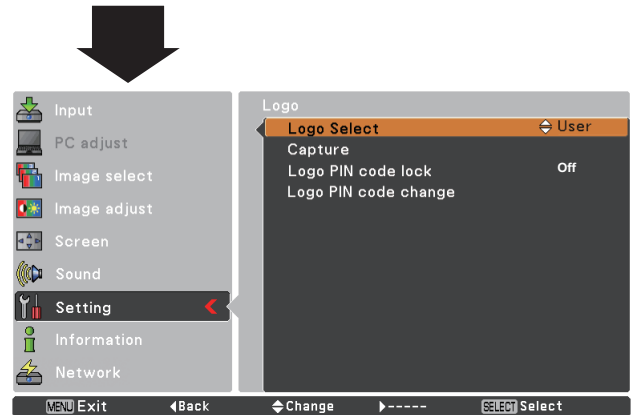 Input
PC adjust
Image select
Image adjust
Screen
Sound
Setting
Information
Network
Logo
Logo Select User
Capture
Logo PIN code lock Off
Logo PIN code change
MENU Exit Back Change ----- SELECT Select